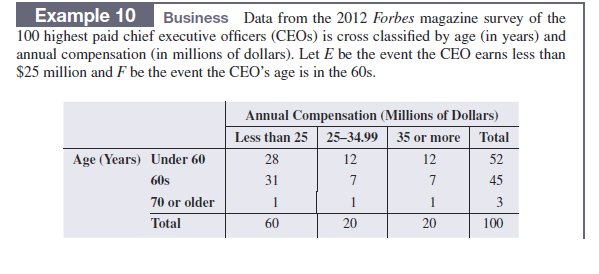 Example 10 Business Data from the 2012 Forbes magazine survey of the
100 highest paid chief executive officers (CEOs) is cross classified by age (in years) and
annual compensation (in millions of dollars). Let E be the event the CEO earns less than
$25 million and F be the event the CEO's age is in the 60s.
Annual Compensation (Millions of Dollars)
Less than 25 25–34.99 35 or more Total
Age (Years) Under 60 28 12 12 52
60s 31 7 7 45
70 or older 1 1 1 3
Total 60 20 20 100